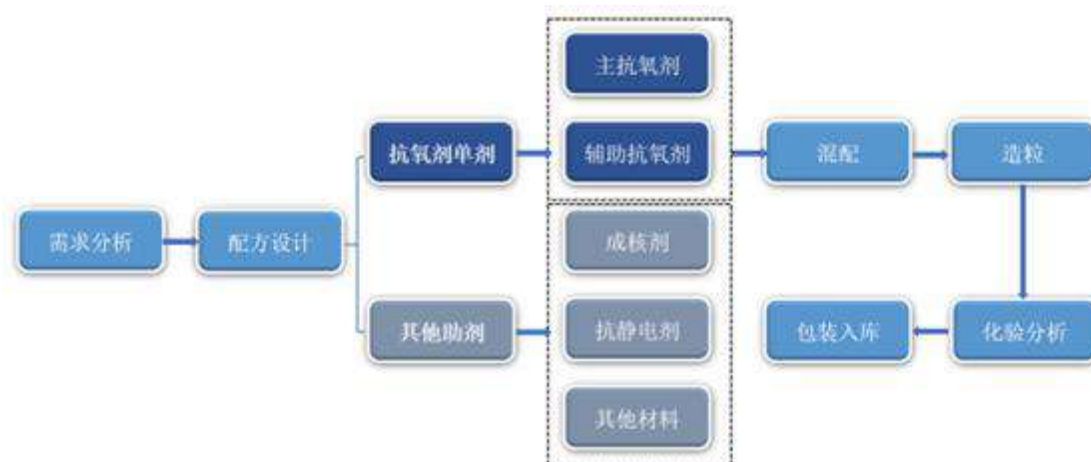 需求分析
配方设计
抗氧剂单剂
其他助剂
主抗氧剂
辅助抗氧剂
成核剂
抗静电剂
其他材料
混配
造粒
化验分析
包装入库